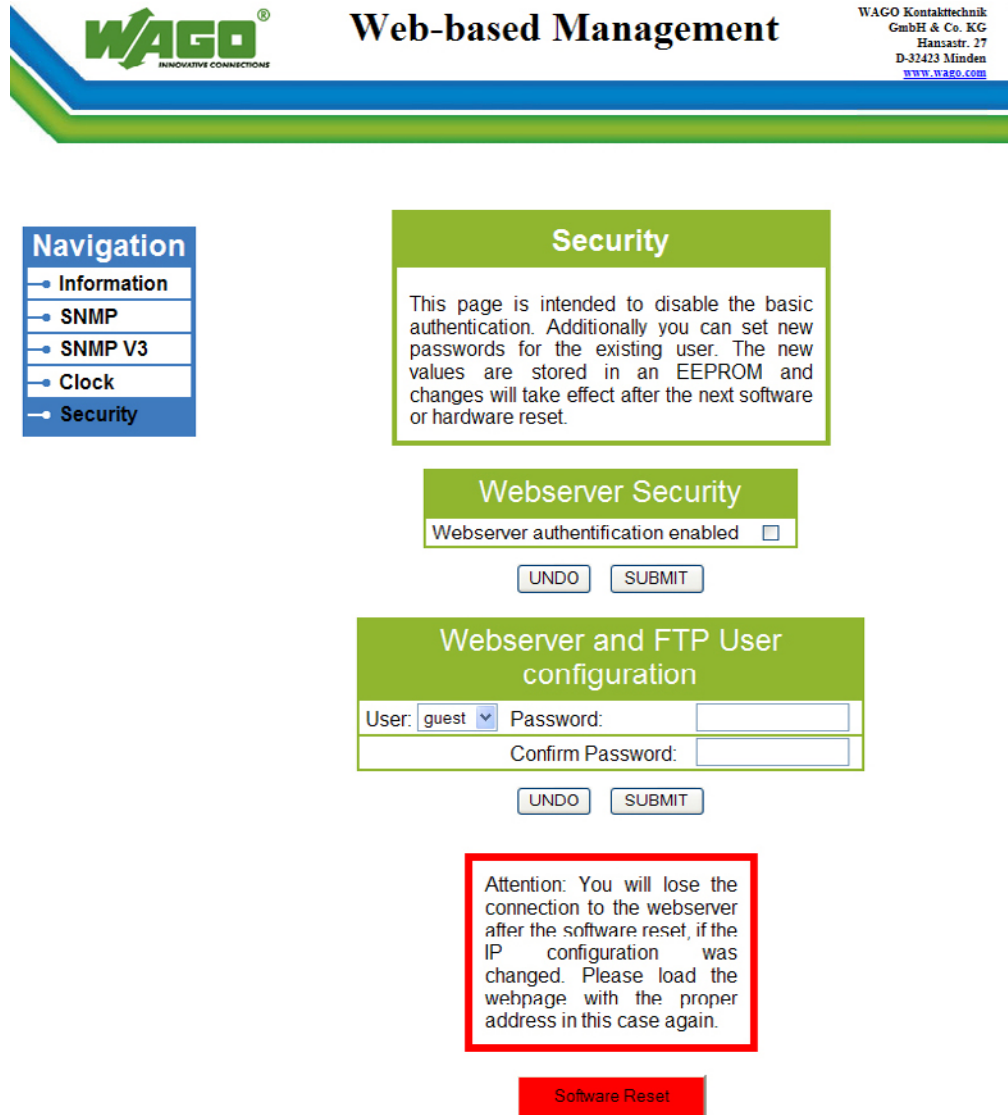 WAGO®
INNOVATIVE CONNECTIONS
Web-based Management
WAGO Kontakttechnik
GmbH & Co. KG
Hansastr. 27
D-32423 Minden
www.wago.com
Navigation
Information
SNMP
SNMP V3
Clock
Security
Security
This page is intended to disable the basic
authentication. Additionally you can set new
passwords for the existing user. The new
values are stored in an EEPROM and
changes will take effect after the next software
or hardware reset.
Webserver Security
Webserver authentification enabled
UNDO SUBMIT
Webserver and FTP User
configuration
User: guest Password:
Confirm Password:
UNDO SUBMIT
Attention: You will lose the
connection to the webserver
after the software reset, if the
IP configuration was
changed. Please load the
webpage with the proper
address in this case again.
Software Reset